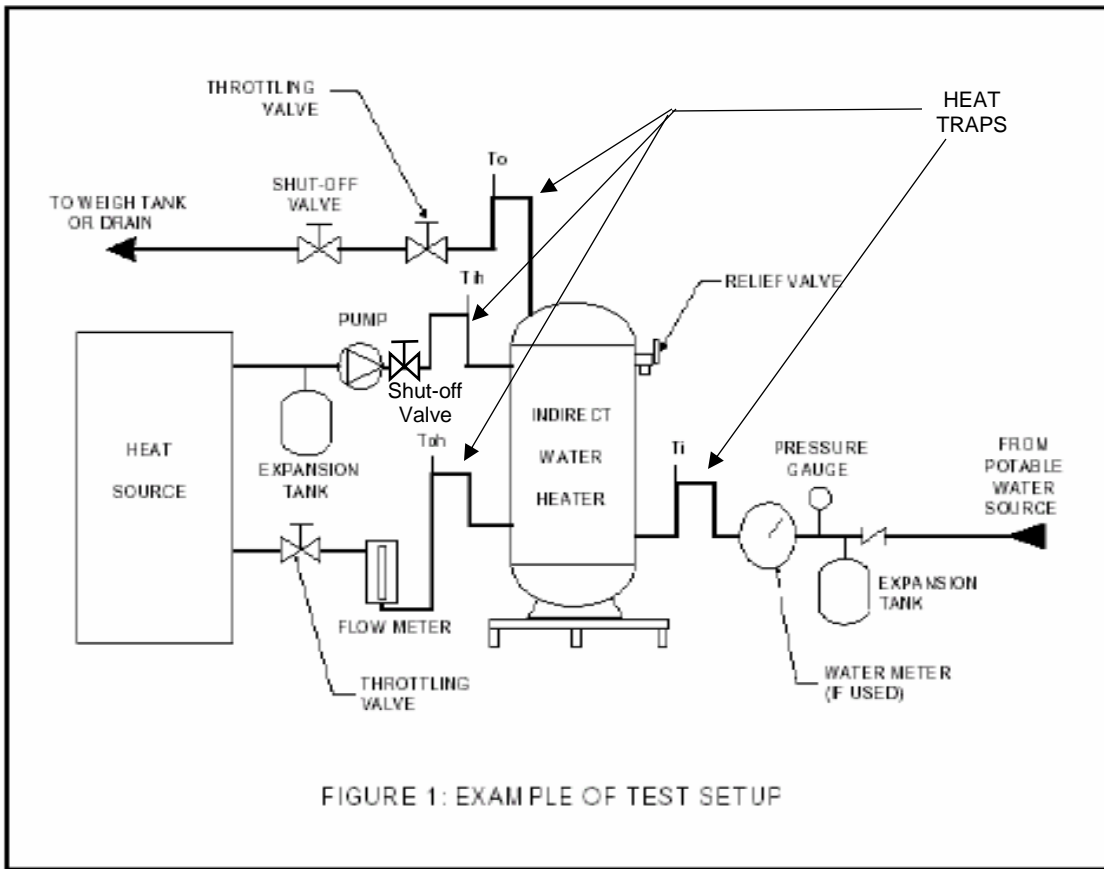 THROTTLING
VALVE
HEAT
TRAPS
To
SHUT-OFF
VALVE
TO WEIGH TANK
OR DRAIN
Tih
RELIEF VALVE
PUMP
Shut-off
Valve
INDIRECT
WATER
HEATER
HEAT
SOURCE
EXPANSION
TANK
Toh
Ti
PRESSURE
GAUGE
FROM
POTABLE
WATER
SOURCE
EXPANSION
TANK
FLOW METER
THROTTLING
VALVE
WATER METER
(IF USED)
FIGURE 1: EXAMPLE OF TEST SETUP